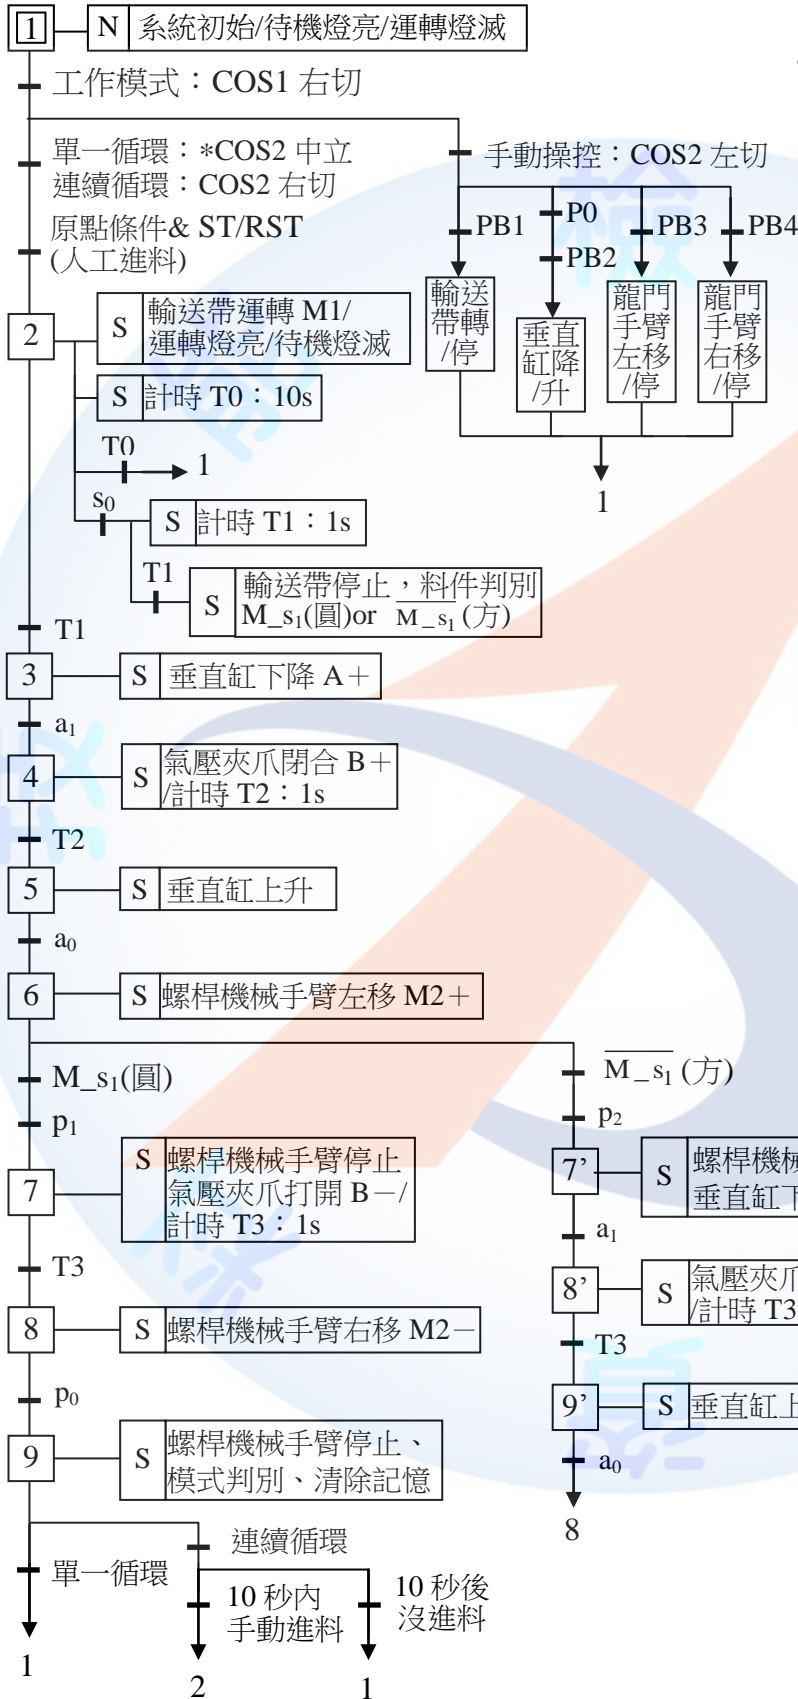 1
N
系統初始/待機燈亮/運轉燈滅
工作模式：COS1 右切
單一循環：*COS2 中立
連續循環：COS2 右切
原點條件& ST/RST
(人工進料)
手動操控：COS2 左切
PB1
P0
PB2
PB3
PB4
輸送
帶轉
/停
垂直
缸降
/升
龍門
手臂
左移
/停
龍門
手臂
右移
/停
1
2
S
輸送帶運轉 M1/
運轉燈亮/待機燈滅
S
計時 T0：10s
T0
1
s0
S
計時 T1：1s
T1
S
輸送帶停止，料件判別
M_s1(圓)or M_s1(方)
T1
3
S
垂直缸下降 A+
a1
4
S
氣壓夾爪閉合 B+
/計時 T2：1s
T2
5
S
垂直缸上升
a0
6
S
螺桿機械手臂左移 M2+
M_s1(圓)
p1
7
S
螺桿機械手臂停止
氣壓夾爪打開 B－/
計時 T3：1s
T3
8
S
螺桿機械手臂右移 M2－
p0
9
S
螺桿機械手臂停止、
模式判別、清除記憶
M_s1 (方)
p2
7’
S
螺桿機械
垂直缸下
a1
8’
S
氣壓夾爪
/計時 T3
T3
9’
S
垂直缸上
a0
8
單一循環
1
連續循環
10 秒內
手動進料
2
10 秒後
沒進料
1